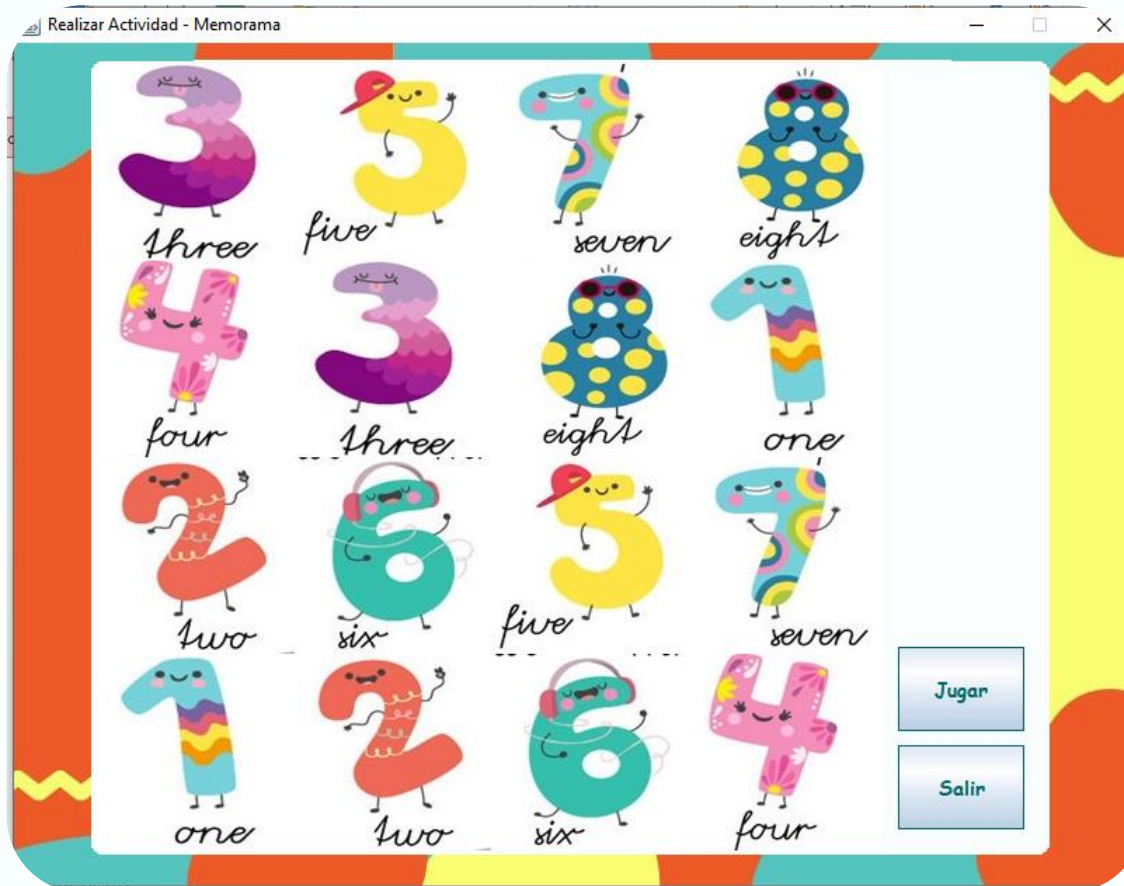 Realizar Actividad - Memorama
three five seven eight
four three eight one
two six five seven
Jugar
one two six four
Salir